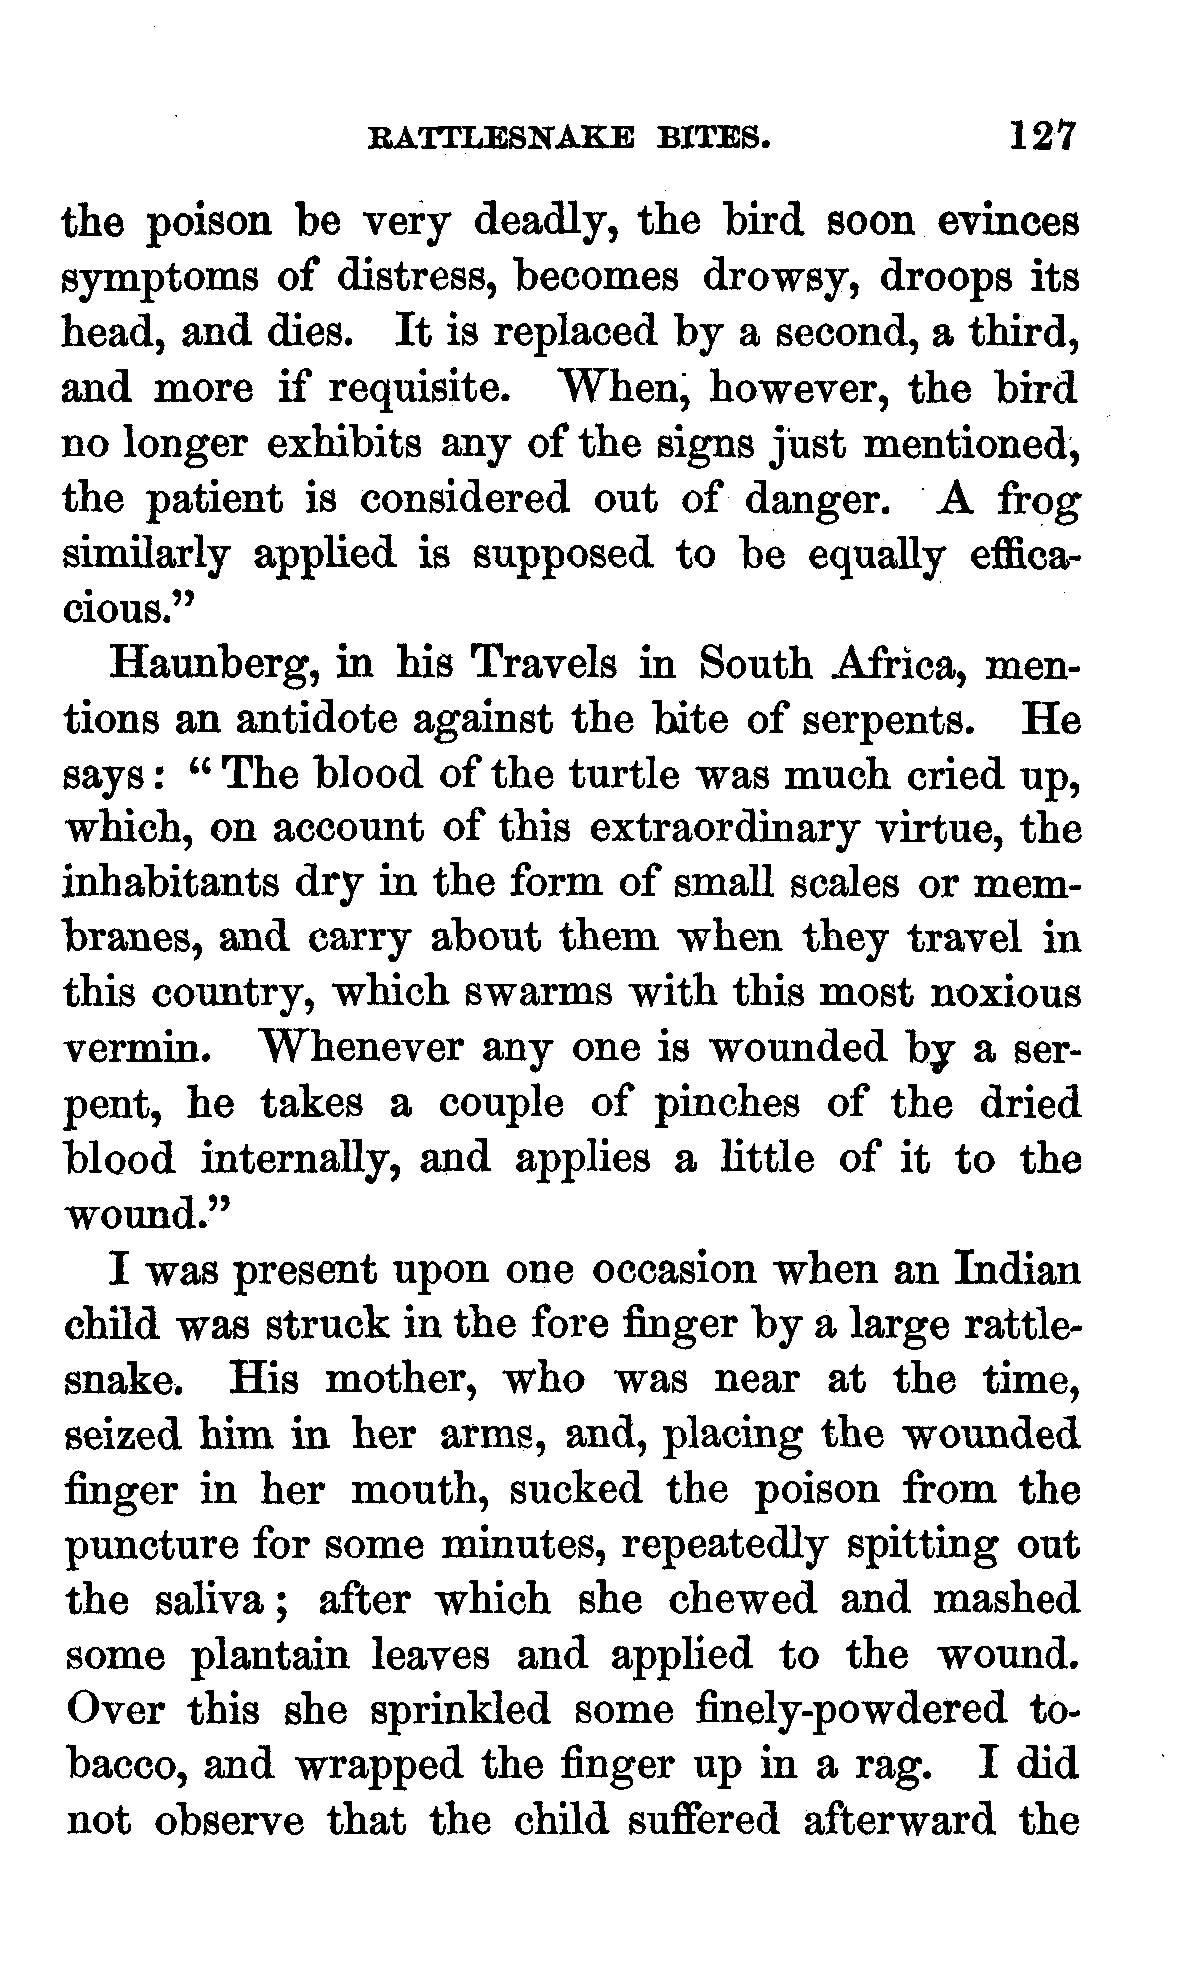 RATTLESNAKE BITES. 127
the poison be very deadly, the bird soon evinces
symptoms of distress, becomes drowsy, droops its
head, and dies. It is replaced by a second, a third,
and more if requisite. When, however, the bird
no longer exhibits any of the signs just mentioned,
the patient is considered out of danger. A frog
similarly applied is supposed to be equally effica-
cious.”
Haunberg, in his Travels in South Africa, men-
tions an antidote against the bite of serpents. He
says: “The blood of the turtle was much cried up,
which, on account of this extraordinary virtue, the
inhabitants dry in the form of small scales or mem-
branes, and carry about them when they travel in
this country, which swarms with this most noxious
vermin. Whenever any one is wounded by a ser-
pent, he takes a couple of pinches of the dried
blood internally, and applies a little of it to the
wound.”
I was present upon one occasion when an Indian
child was struck in the fore finger by a large rattle-
snake. His mother, who was near at the time,
seized him in her arms, and, placing the wounded
finger in her mouth, sucked the poison from the
puncture for some minutes, repeatedly spitting out
the saliva; after which she chewed and mashed
some plantain leaves and applied to the wound.
Over this she sprinkled some finely-powdered to-
bacco, and wrapped the finger up in a rag. I did
not observe that the child suffered afterward the